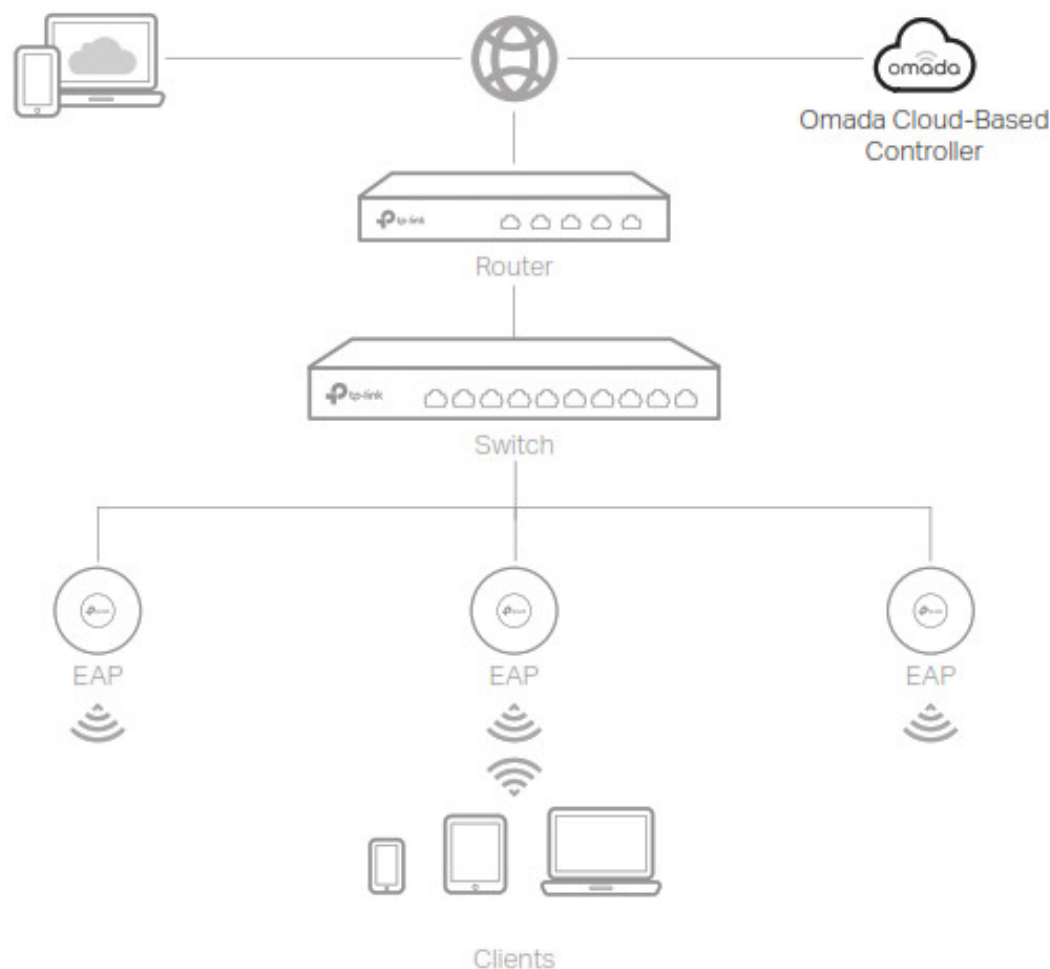 omada
Omada Cloud-Based
Controller
tp-link
Router
tp-link
Switch
EAP
EAP
EAP
Clients